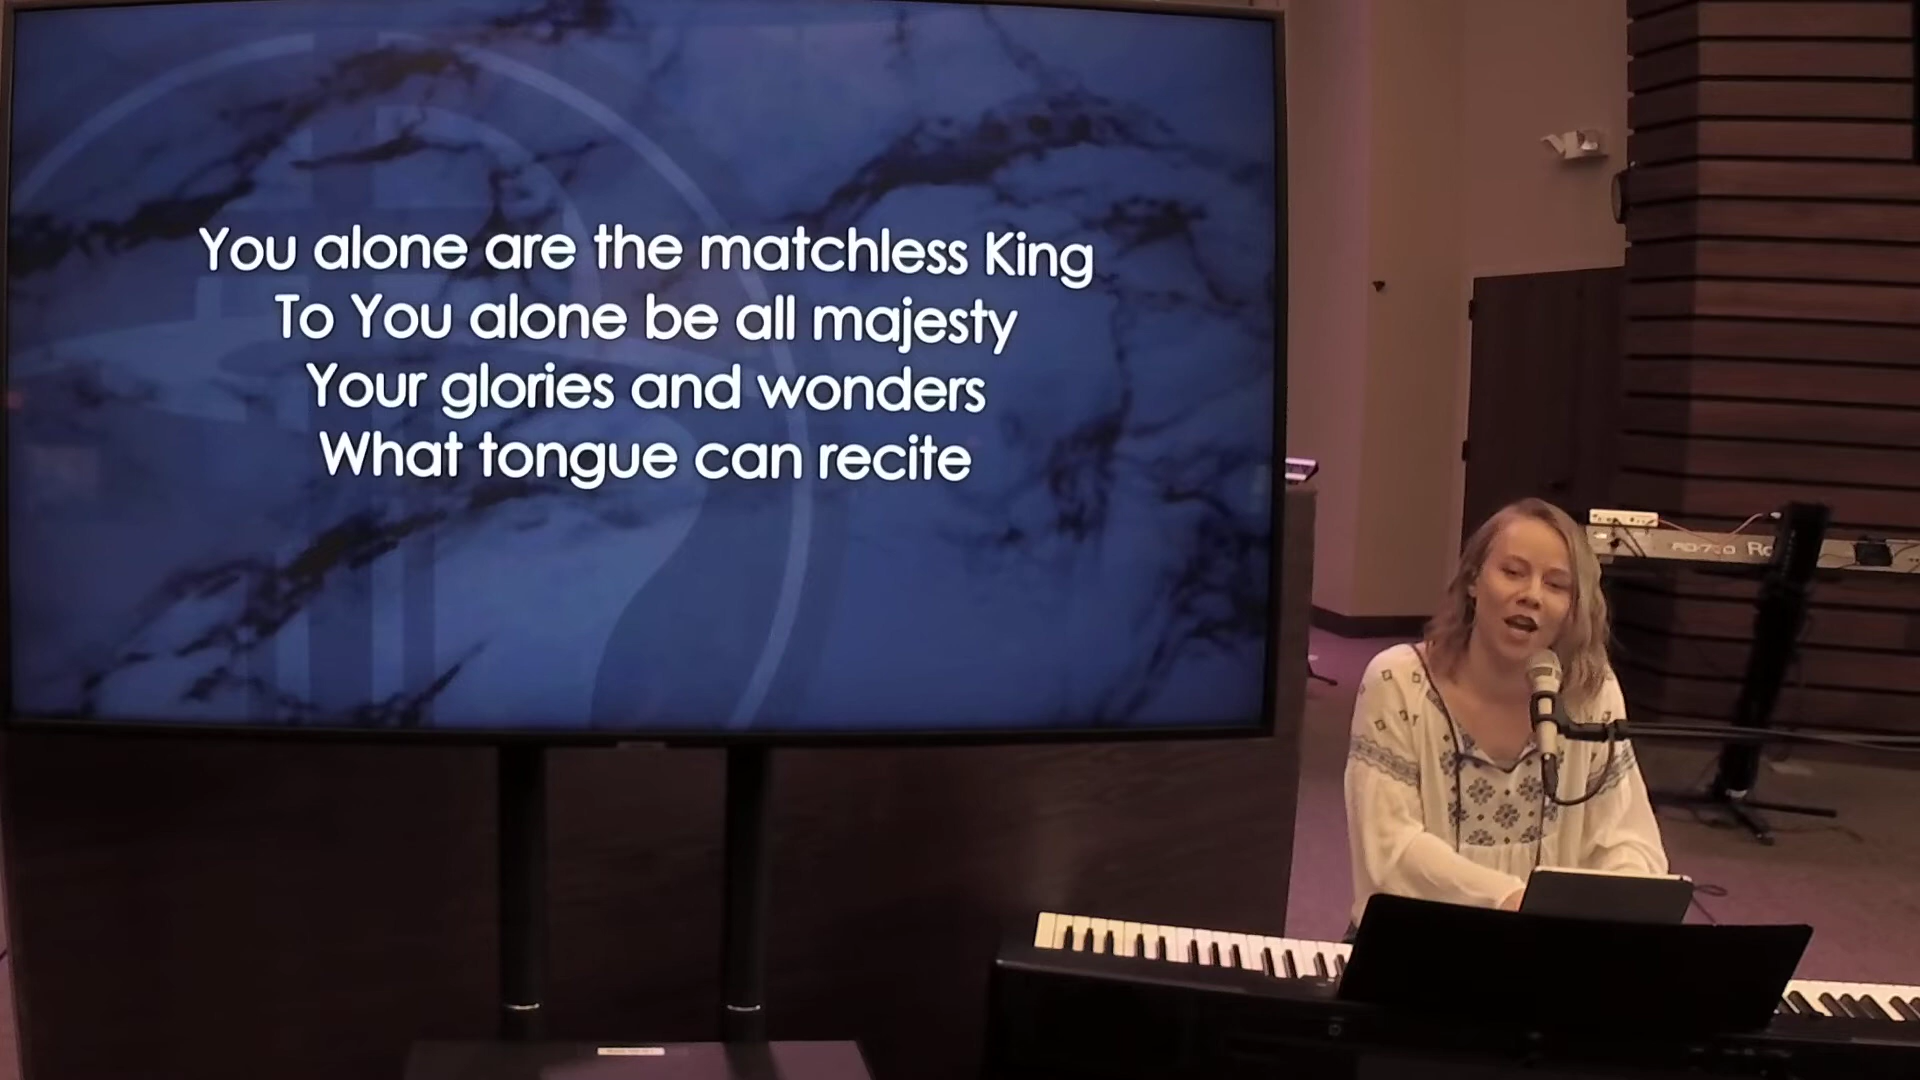 You alone are the matchless King
To You alone be all majesty
Your glories and wonders
What tongue can recite